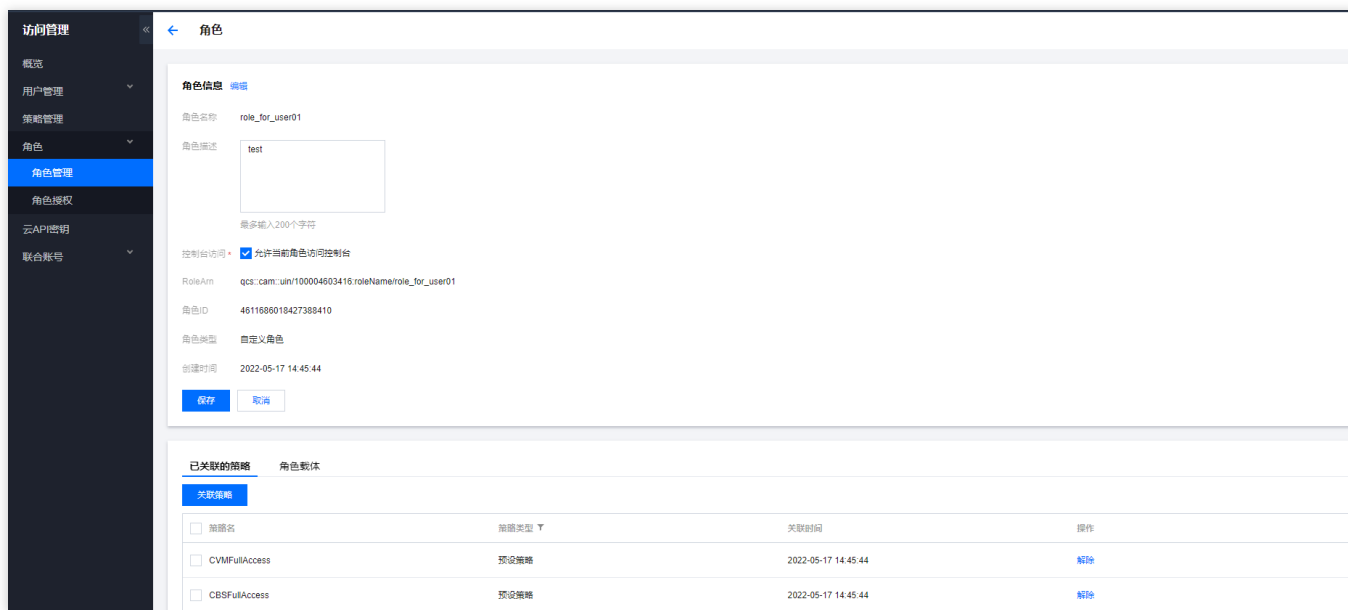 访问管理
«
角色
概览
用户管理
策略管理
角色
角色管理
角色授权
云API密钥
联合账号
角色信息 编辑
角色名称 role_for_user01
角色描述 test
最多输入200个字符
控制台访问 * 允许当前角色访问控制台
RoleArn qcs::cam::uin/100004603416:roleName/role_for_user01
角色ID 4611686018427388410
角色类型 自定义角色
创建时间 2022-05-17 14:45:44
保存 取消
已关联的策略 角色载体
关联策略
策略名 策略类型 关联时间 操作
CVMFullAccess 预设策略 2022-05-17 14:45:44 解除
CBSFullAccess 预设策略 2022-05-17 14:45:44 解除